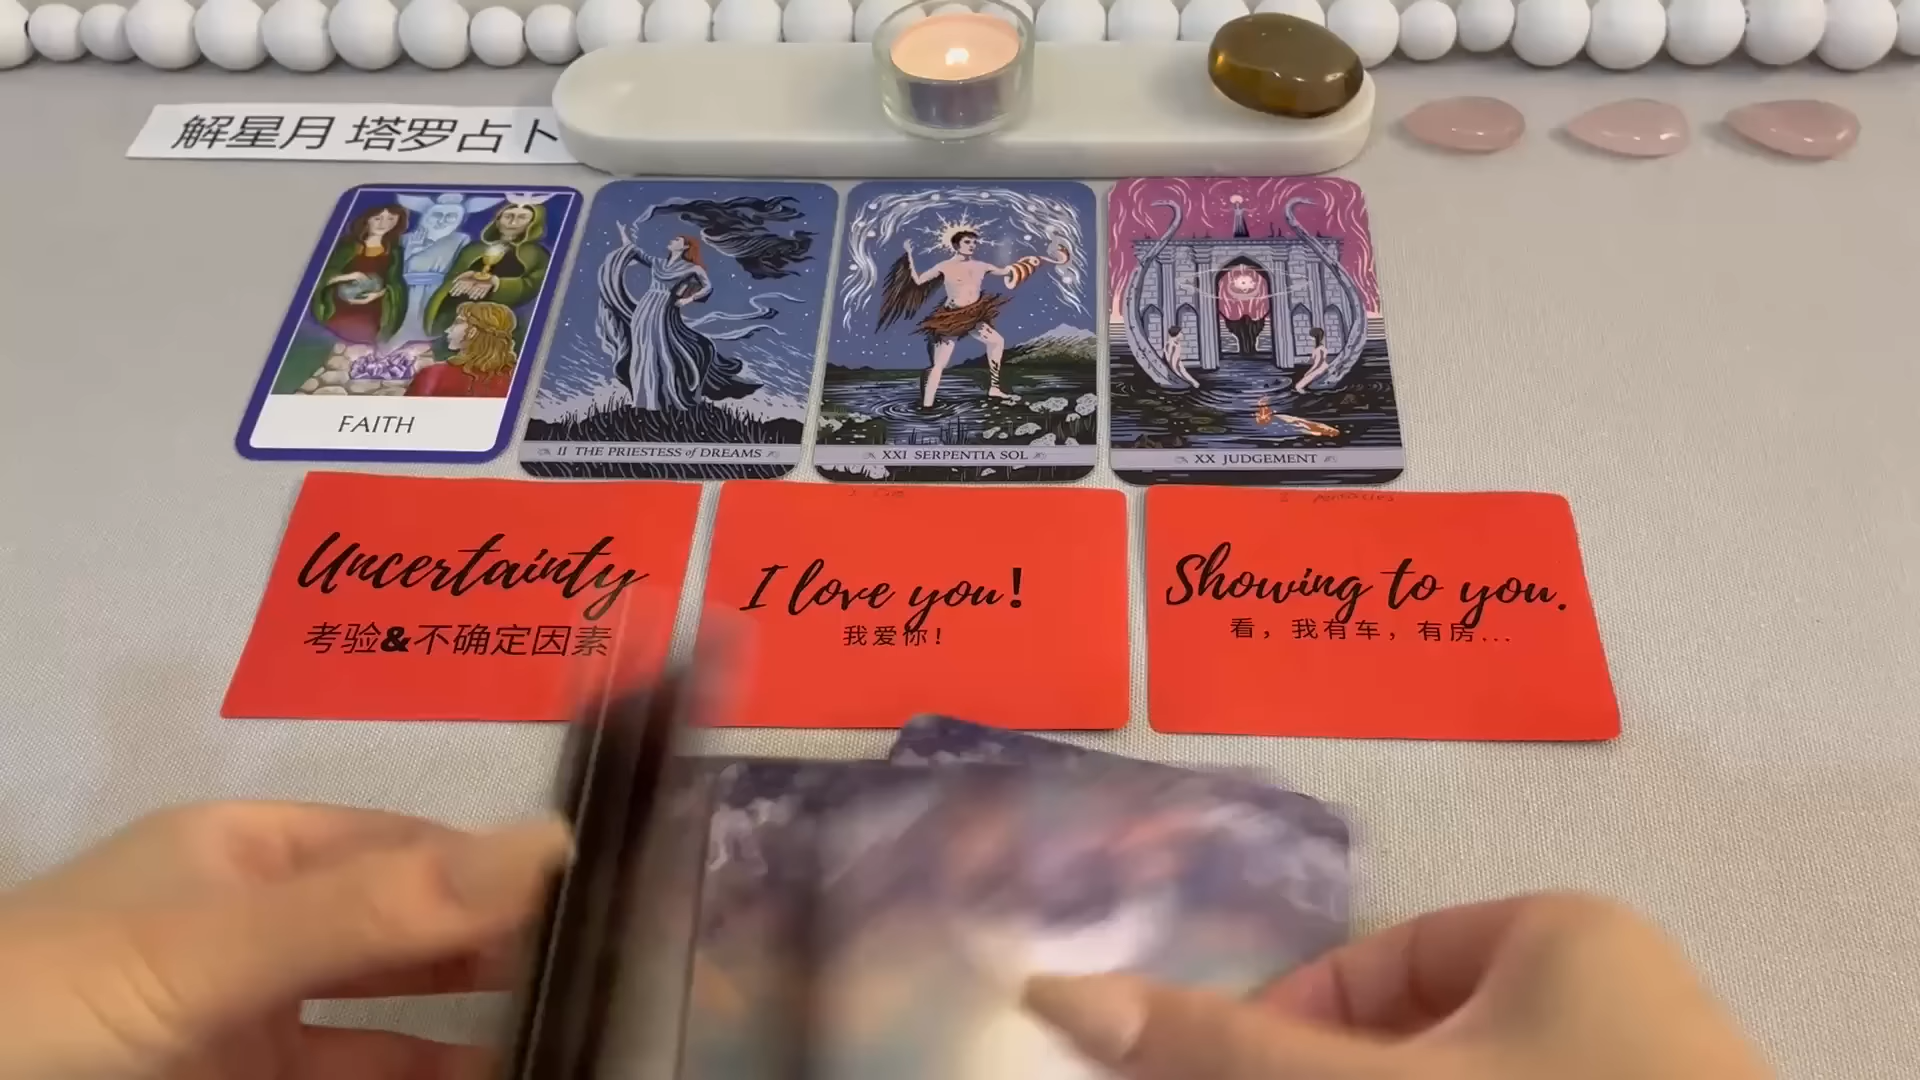 解星月 塔罗占卜
FAITH
II THE PRIESTESS of DREAMS
XXI SERPENTIA SOL
XX JUDGEMENT
Uncertainty
考验&不确定因素
I love you!
我爱你！
Showing to you.
看，我有车，有房...